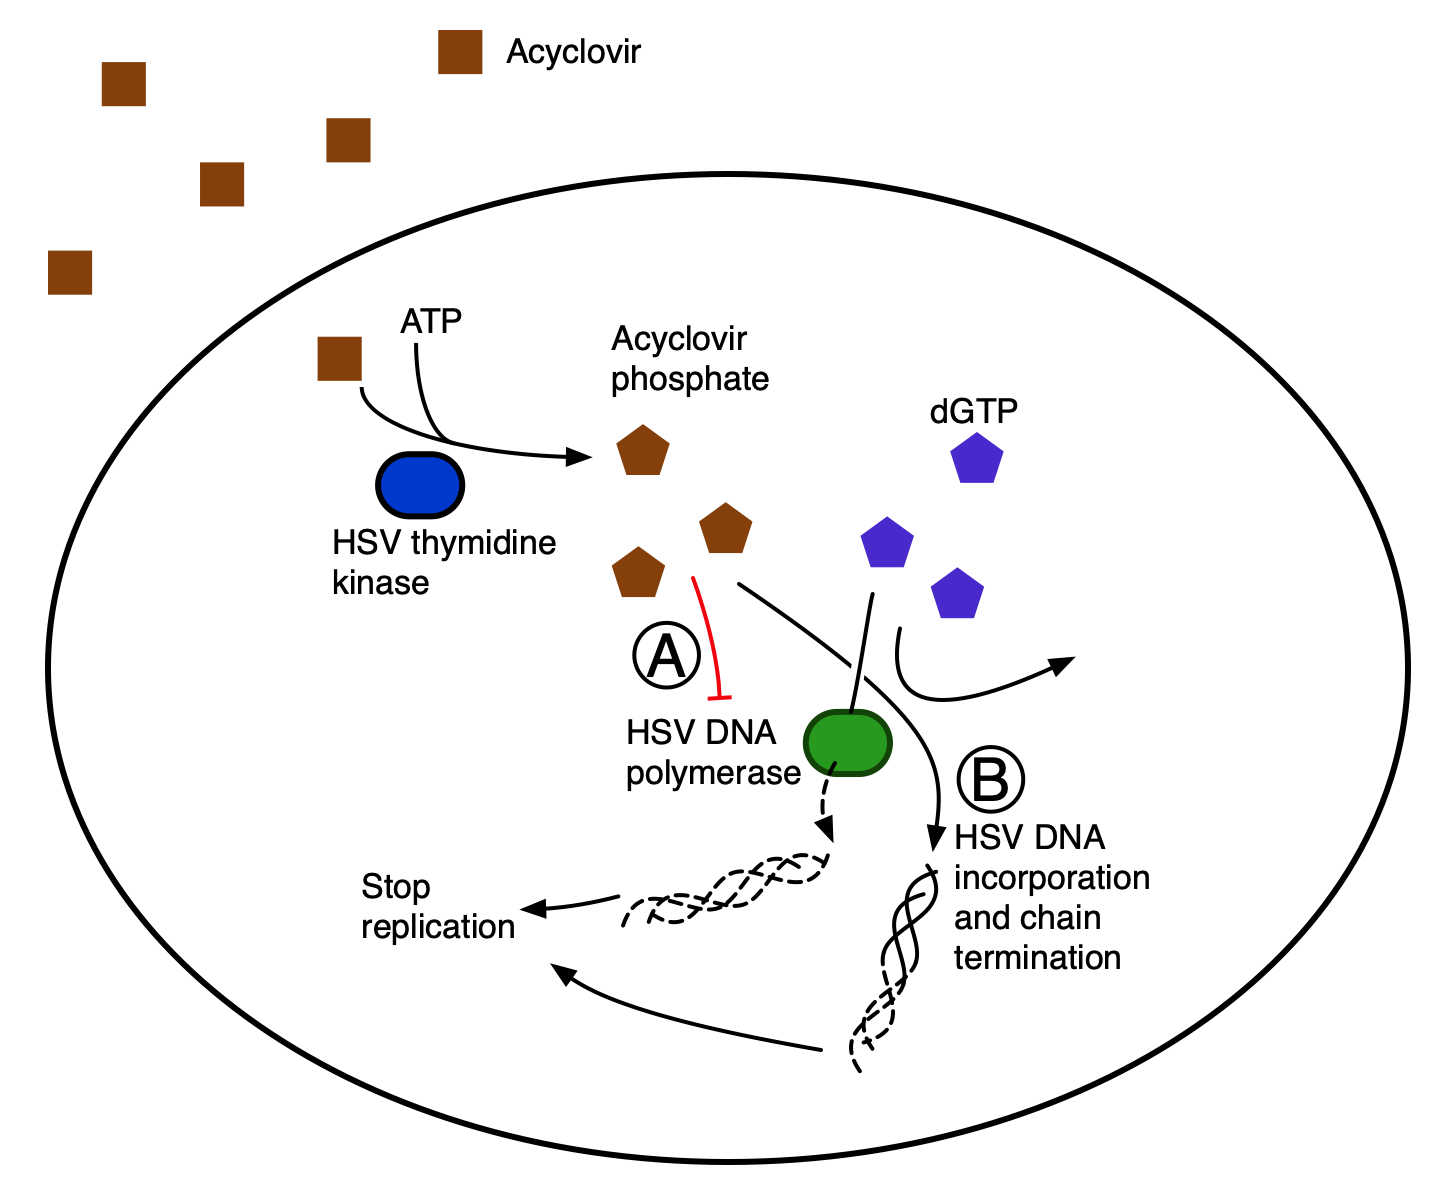 Acyclovir
ATP
Acyclovir
phosphate
dGTP
HSV thymidine
kinase
A
HSV DNA
polymerase
B
HSV DNA
incorporation
and chain
termination
Stop
replication